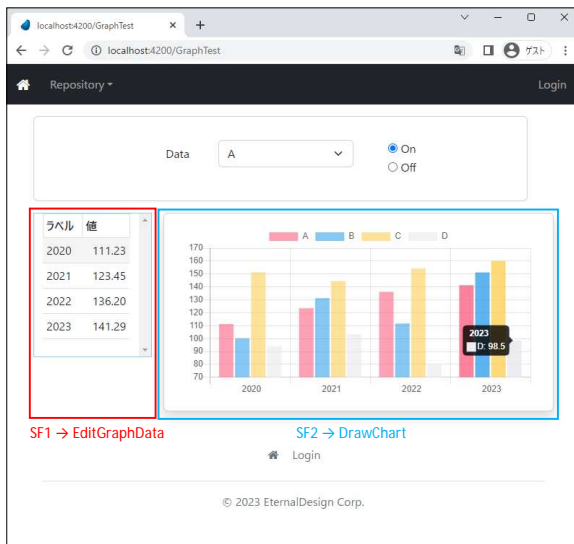 localhost:4200/GraphTest
localhost:4200/GraphTest
ゲスト
Repository
Login
Data
A
On
Off
ラベル 値
2020 111.23
2021 123.45
2022 136.20
2023 141.29
A B C D
170
160
150
140
130
120
110
100
90
80
70
2023
D: 98.5
2020 2021 2022 2023
SF1 → EditGraphData
SF2 → DrawChart
Login
© 2023 EternalDesign Corp.